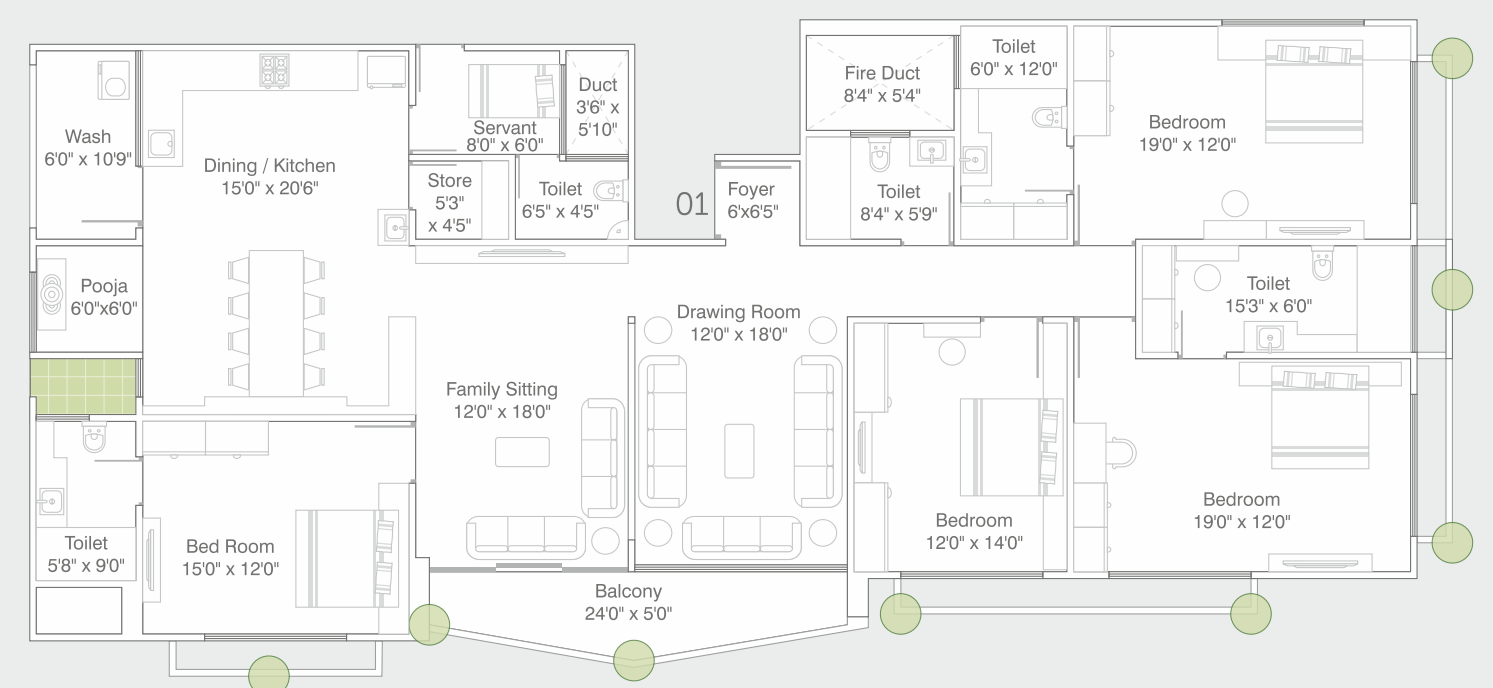 Wash
6'0" x 10'9"
Dining / Kitchen
15'0" x 20'6"
Servant
8'0" x 6'0"
Duct
3'6" x
5'10"
Store
5'3"
x 4'5"
Toilet
6'5" x 4'5"
01
Foyer
6'x6'5"
Fire Duct
8'4" x 5'4"
Toilet
8'4" x 5'9"
Toilet
6'0" x 12'0"
Bedroom
19'0" x 12'0"
Pooja
6'0"x6'0"
Toilet
15'3" x 6'0"
Drawing Room
12'0" x 18'0"
Family Sitting
12'0" x 18'0"
Toilet
5'8" x 9'0"
Bed Room
15'0" x 12'0"
Bedroom
12'0" x 14'0"
Bedroom
19'0" x 12'0"
Balcony
24'0" x 5'0"